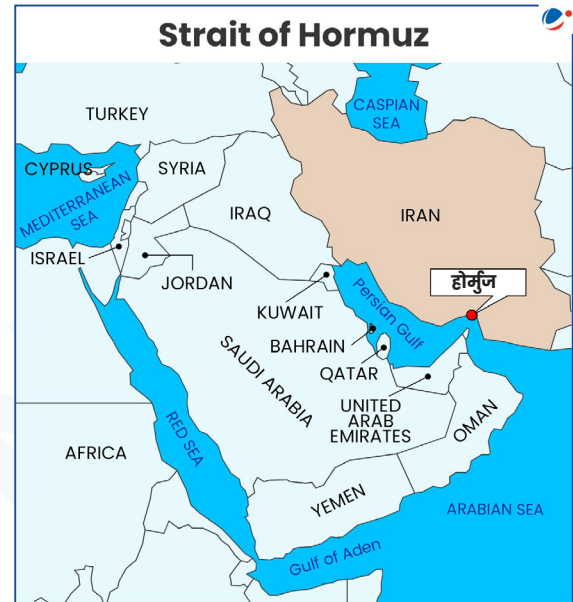 Strait of Hormuz
CASPIAN
SEA
TURKEY
CYPRUS
SYRIA
MEDITERRANEAN
SEA
IRAQ
IRAN
ISRAEL
JORDAN
होर्मुज
KUWAIT
Persian Gulf
BAHRAIN
QATAR
SAUDI ARABIA
UNITED
ARAB
EMIRATES
OMAN
RED SEA
AFRICA
YEMEN
ARABIAN SEA
Gulf of Aden